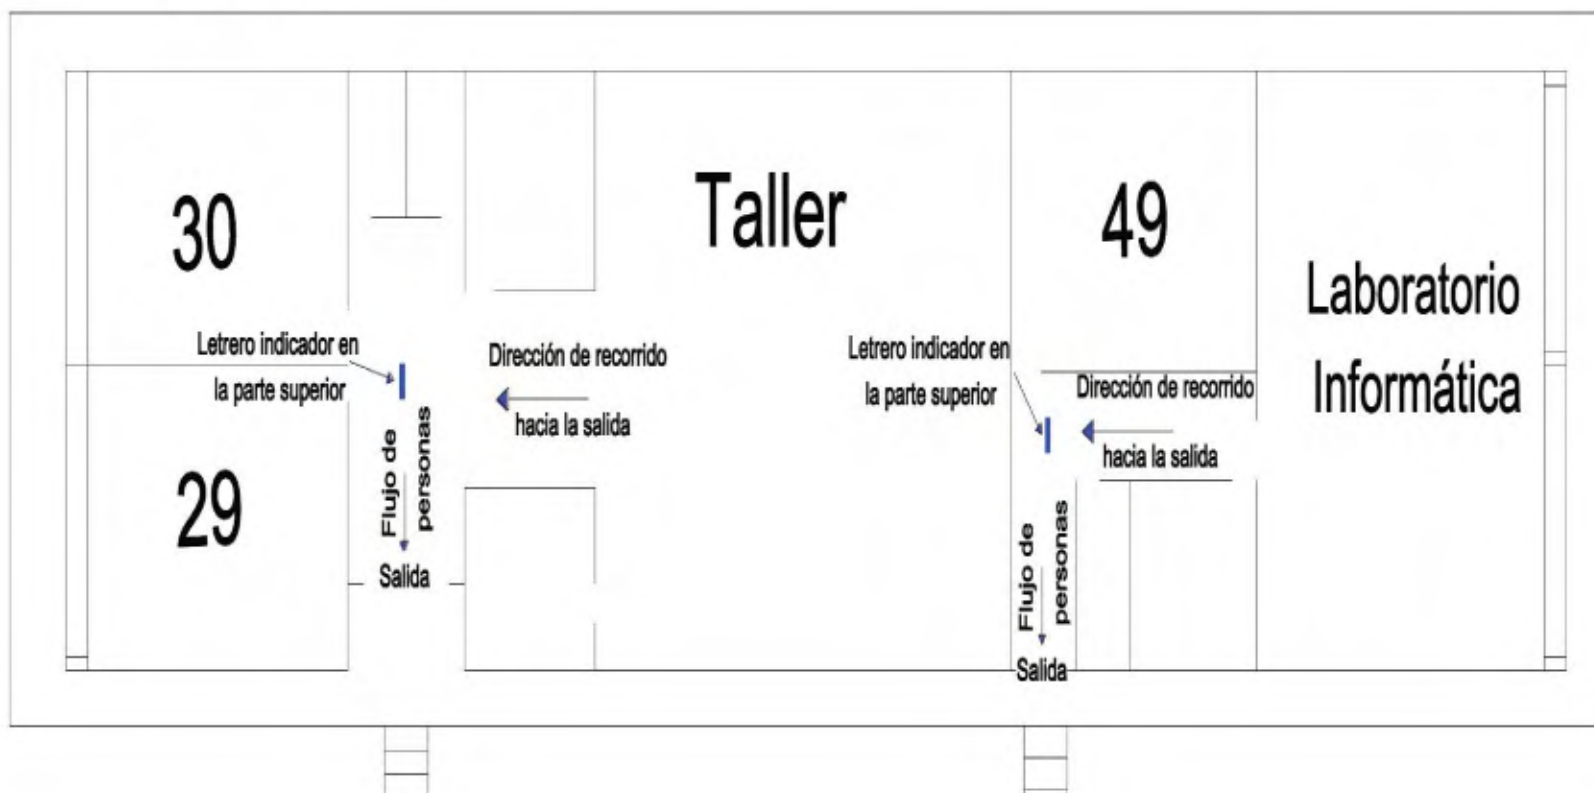 30
Taller
49
Laboratorio
Informática
Letrero indicador en
la parte superior
Dirección de recorrido
hacia la salida
Letrero indicador en
la parte superior
Dirección de recorrido
hacia la salida
29
Flujo de
personas
Salida
Flujo de
personas
Salida